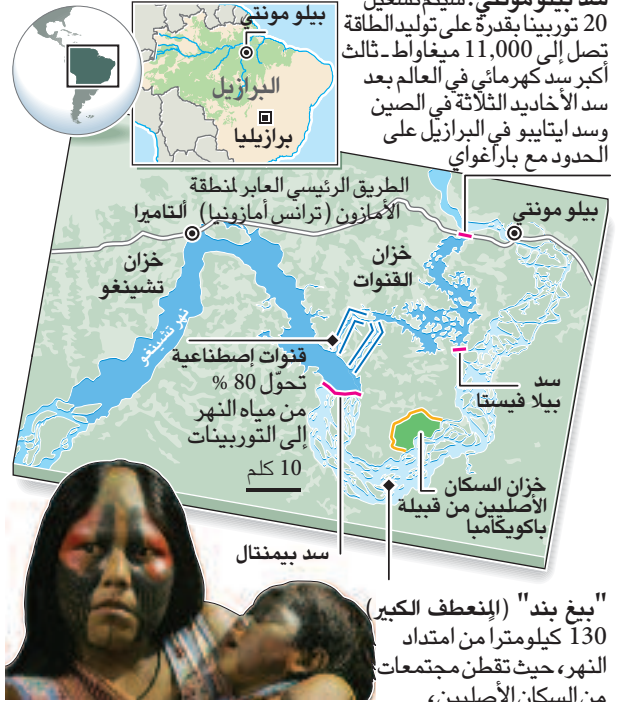 سد بيلو مونتي: سيتم تشغيل
20 توربينا بقدرة على توليد الطاقة
تصل إلى 11,000 ميغاواط ـ ثالث
أكبر سد كهرمائي في العالم بعد
سد الأخاديد الثلاثة في الصين
وسد ايتايبو في البرازيل على
الحدود مع باراغواي
بيلو مونتي
البرازيل
برازيليا
الطريق الرئيسي العابر لمنطقة
الأمازون (ترانس أمازونيا)
ألتاميرا
بيلو مونتي
خزان
القنوات
خزان
تشينغو
نهر تشينغو
قنوات إصطناعية
تحوّل 80 %
من مياه النهر
إلى التوربينات
10 كلم
سد
بيلا فيستا
خزان السكان
الأصليين من قبيلة
باكويكامبا
سد بيمنتال
"بيغ بند" (المنعطف الكبير)
130 كيلومتراً من امتداد
النهر، حيث تقطن مجتمعات
من السكان الأصليين،